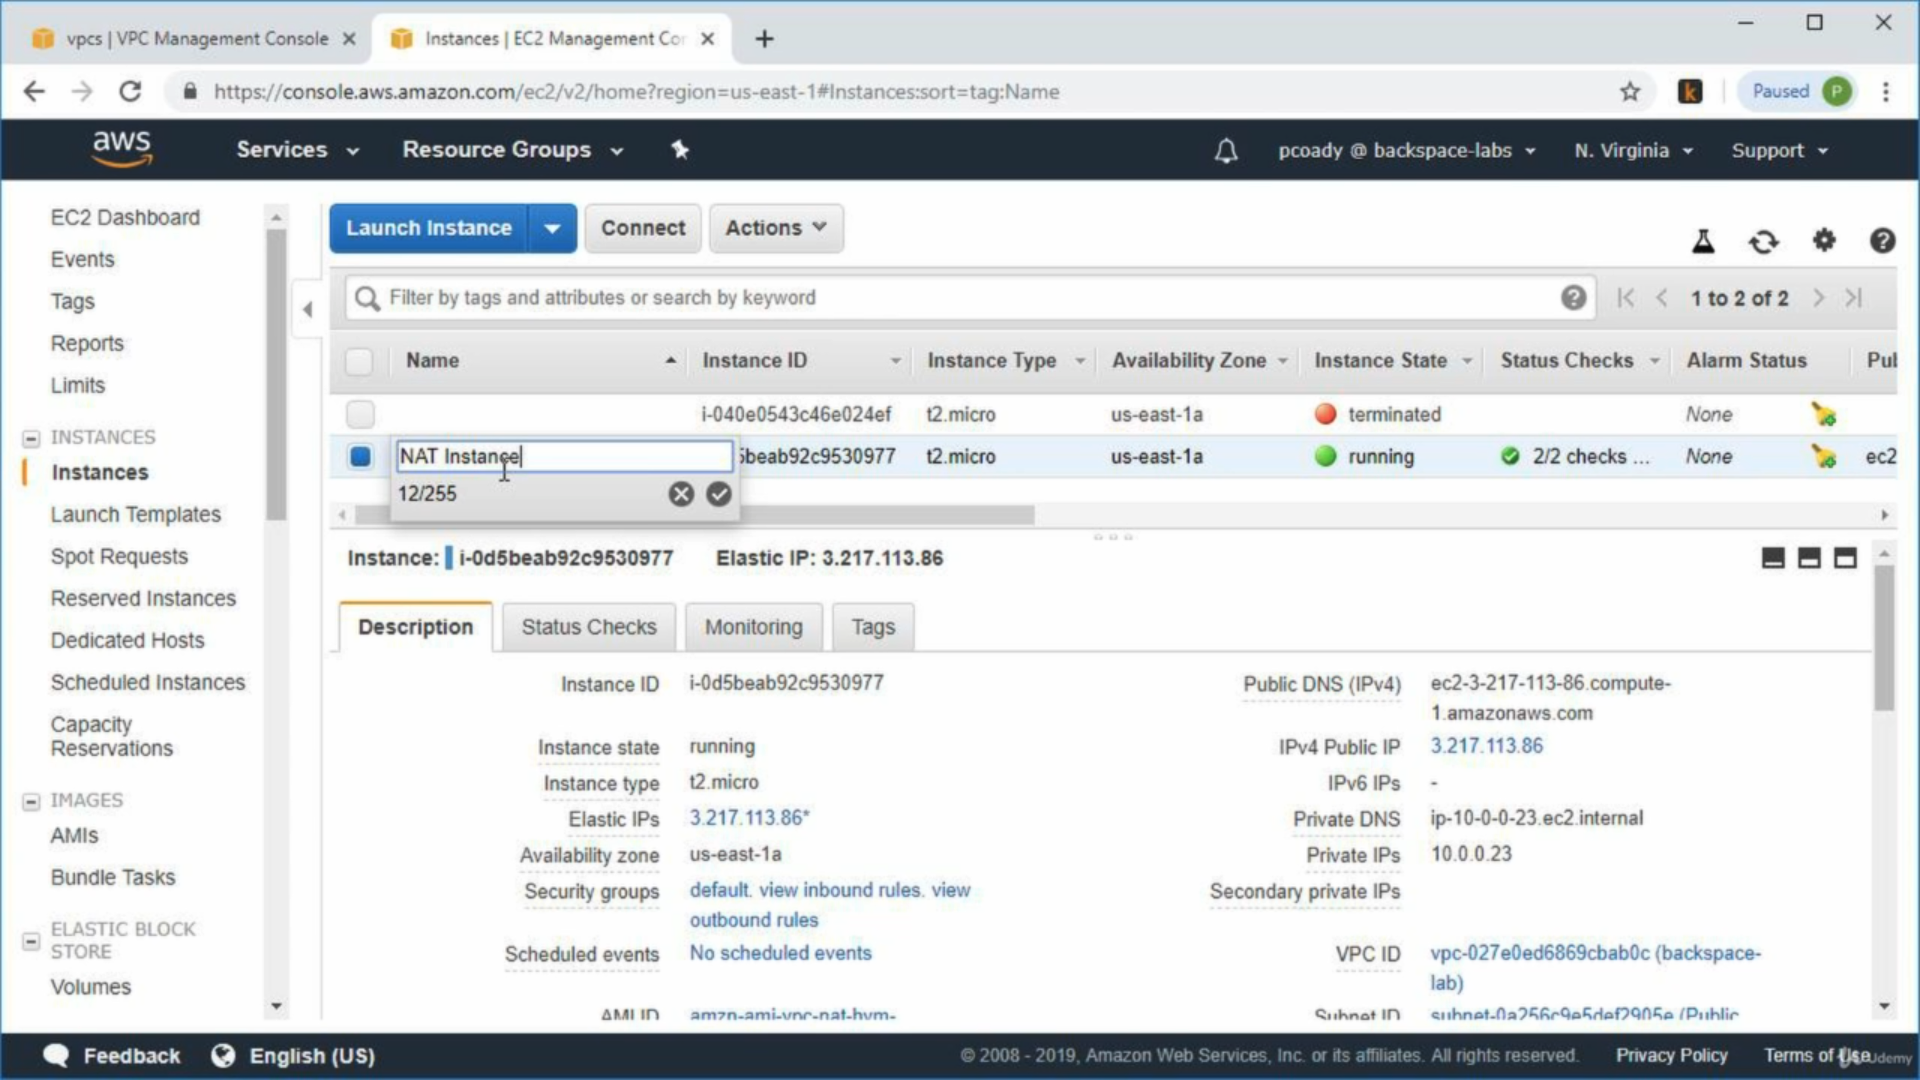 vpcs | VPC Management Console
Instances | EC2 Management Con
https://console.aws.amazon.com/ec2/v2/home?region=us-east-1#Instances:sort=tag:Name
k
Paused P
aws Services Resource Groups
pcoady @ backspace-labs N. Virginia Support
EC2 Dashboard
Events
Tags
Reports
Limits
INSTANCES
Instances
Launch Templates
Spot Requests
Reserved Instances
Dedicated Hosts
Scheduled Instances
Capacity
Reservations
IMAGES
AMIs
Bundle Tasks
ELASTIC BLOCK
STORE
Volumes
Launch Instance Connect Actions
Filter by tags and attributes or search by keyword
1 to 2 of 2
Name Instance ID Instance Type Availability Zone Instance State Status Checks Alarm Status Pub
i-040e0543c46e024ef t2.micro us-east-1a terminated None
NAT Instance 5beab92c9530977 t2.micro us-east-1a running 2/2 checks ... None ec2
12/255
Instance: i-0d5beab92c9530977 Elastic IP: 3.217.113.86
Description Status Checks Monitoring Tags
Instance ID i-0d5beab92c9530977
Instance state running
Instance type t2.micro
Elastic IPs 3.217.113.86*
Availability zone us-east-1a
Security groups default. view inbound rules. view
outbound rules
Scheduled events No scheduled events
AMI ID amzn-ami-vpc-nat-hvm-
Public DNS (IPv4) ec2-3-217-113-86.compute-
1.amazonaws.com
IPv4 Public IP 3.217.113.86
IPv6 IPs -
Private DNS ip-10-0-0-23.ec2.internal
Private IPs 10.0.0.23
Secondary private IPs
VPC ID vpc-027e0ed6869cbab0c (backspace-
lab)
Subnet ID subnet-0a256c9e5def2905e (Public
Feedback English (US)
© 2008 - 2019, Amazon Web Services, Inc. or its affiliates. All rights reserved. Privacy Policy Terms of Use
Udemy